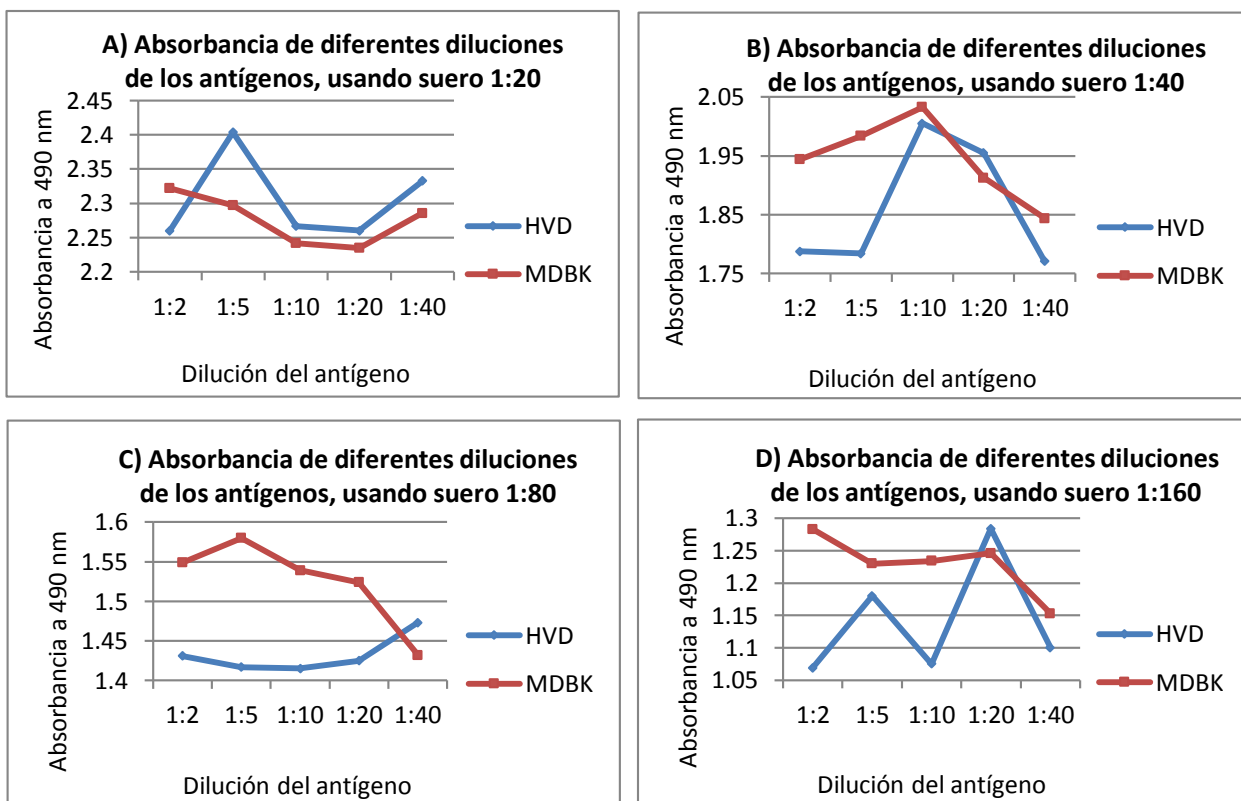 A) Absorbancia de diferentes diluciones
de los antígenos, usando suero 1:20
2.45
2.4
2.35
2.3
2.25
2.2
Absorbancia a 490 nm
1:2 1:5 1:10 1:20 1:40
Dilución del antígeno
HVD
MDBK
B) Absorbancia de diferentes diluciones
de los antígenos, usando suero 1:40
2.05
1.95
1.85
1.75
Absorbancia a 490 nm
1:2 1:5 1:10 1:20 1:40
Dilución del antígeno
HVD
MDBK
C) Absorbancia de diferentes diluciones
de los antígenos, usando suero 1:80
1.6
1.55
1.5
1.45
1.4
Absorbancia a 490 nm
1:2 1:5 1:10 1:20 1:40
Dilución del antígeno
HVD
MDBK
D) Absorbancia de diferentes diluciones
de los antígenos, usando suero 1:160
1.3
1.25
1.2
1.15
1.1
1.05
Absorbancia a 490 nm
1:2 1:5 1:10 1:20 1:40
Dilución del antígeno
HVD
MDBK